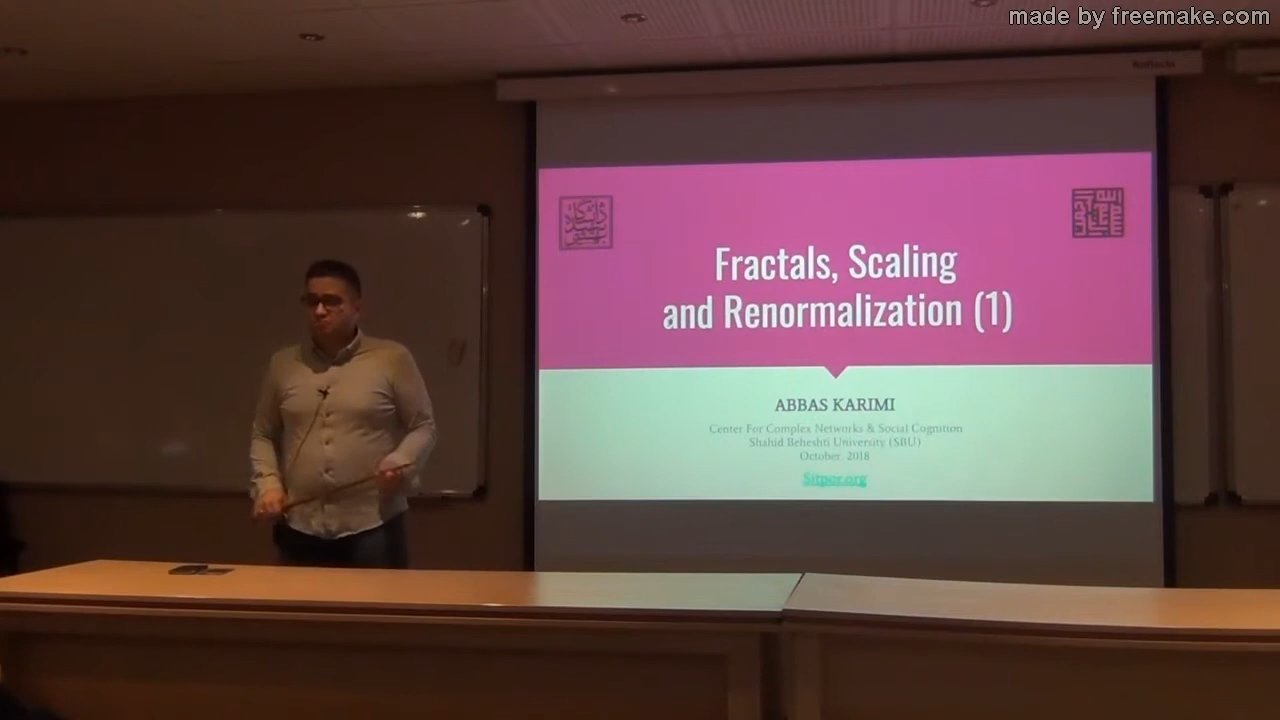 made by freemake.com
Fractals, Scaling
and Renormalization (1)
ABBAS KARIMI
Center For Complex Networks & Social Cognition
Shahid Beheshti University (SBU)
October, 2018
Sitpor.org